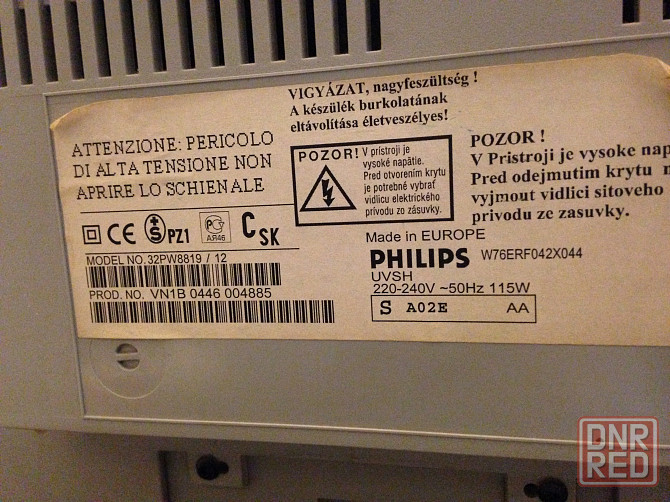 VIGYÁZAT, nagyfeszültség !
A készülék burkolatának
eltávolítása életveszélyes!
ATTENZIONE: PERICOLO
DI ALTA TENSIONE NON
APRIRE LO SCHIENALE
POZOR! V prístroji je
vysoké napätie.
Pred otvorením krytu
je potrebné vybrať
vidlicu elektrického
prívodu zo zásuvky.
POZOR !
V Pristroji je vysoke nap
Pred odejmutim krytu n
vyjmout vidlici sitoveho
privodu ze zasuvky.
CE S PZ1 РС АЯ46 C SK
MODEL NO. 32PW8819 / 12
PROD. NO. VN1B 0446 004885
Made in EUROPE
PHILIPS W76ERF042X044
UVSH
220-240V ~50Hz 115W
S A02E AA
DNR
RED